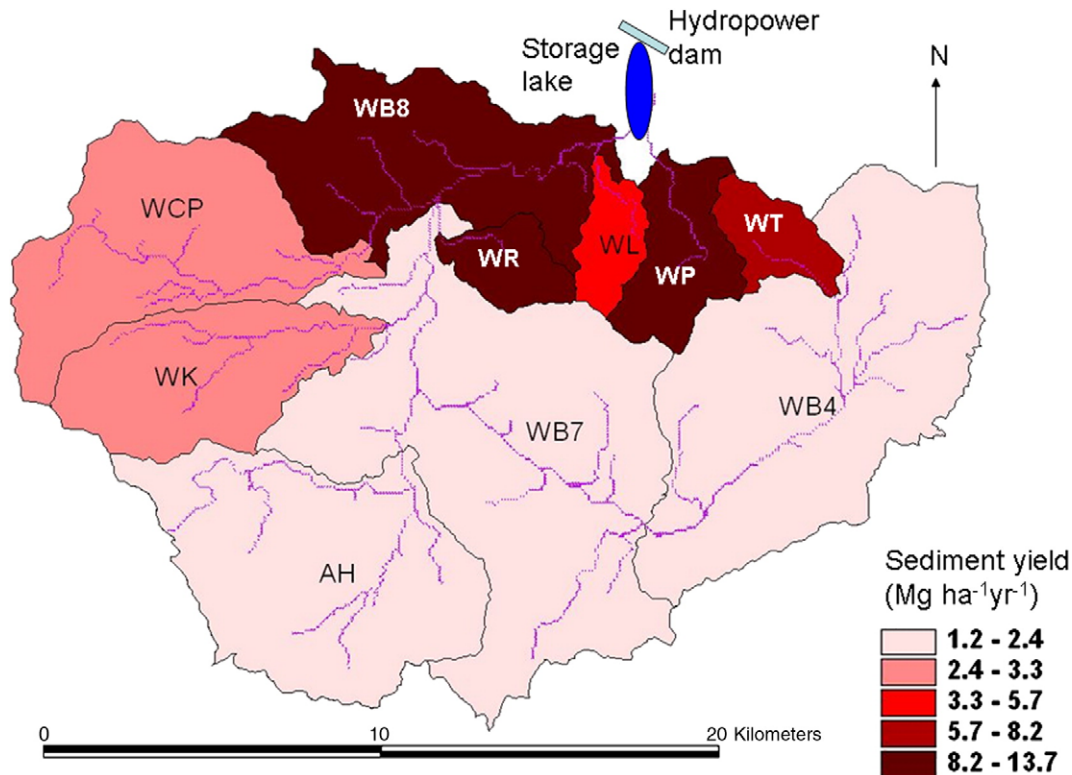 Hydropower
dam
Storage
lake
N
WB8
WCP
WT
WL
WR
WP
WK
WB4
WB7
AH
Sediment yield
(Mg ha⁻¹yr⁻¹)
1.2 - 2.4
2.4 - 3.3
3.3 - 5.7
5.7 - 8.2
8.2 - 13.7
0 10 20 Kilometers